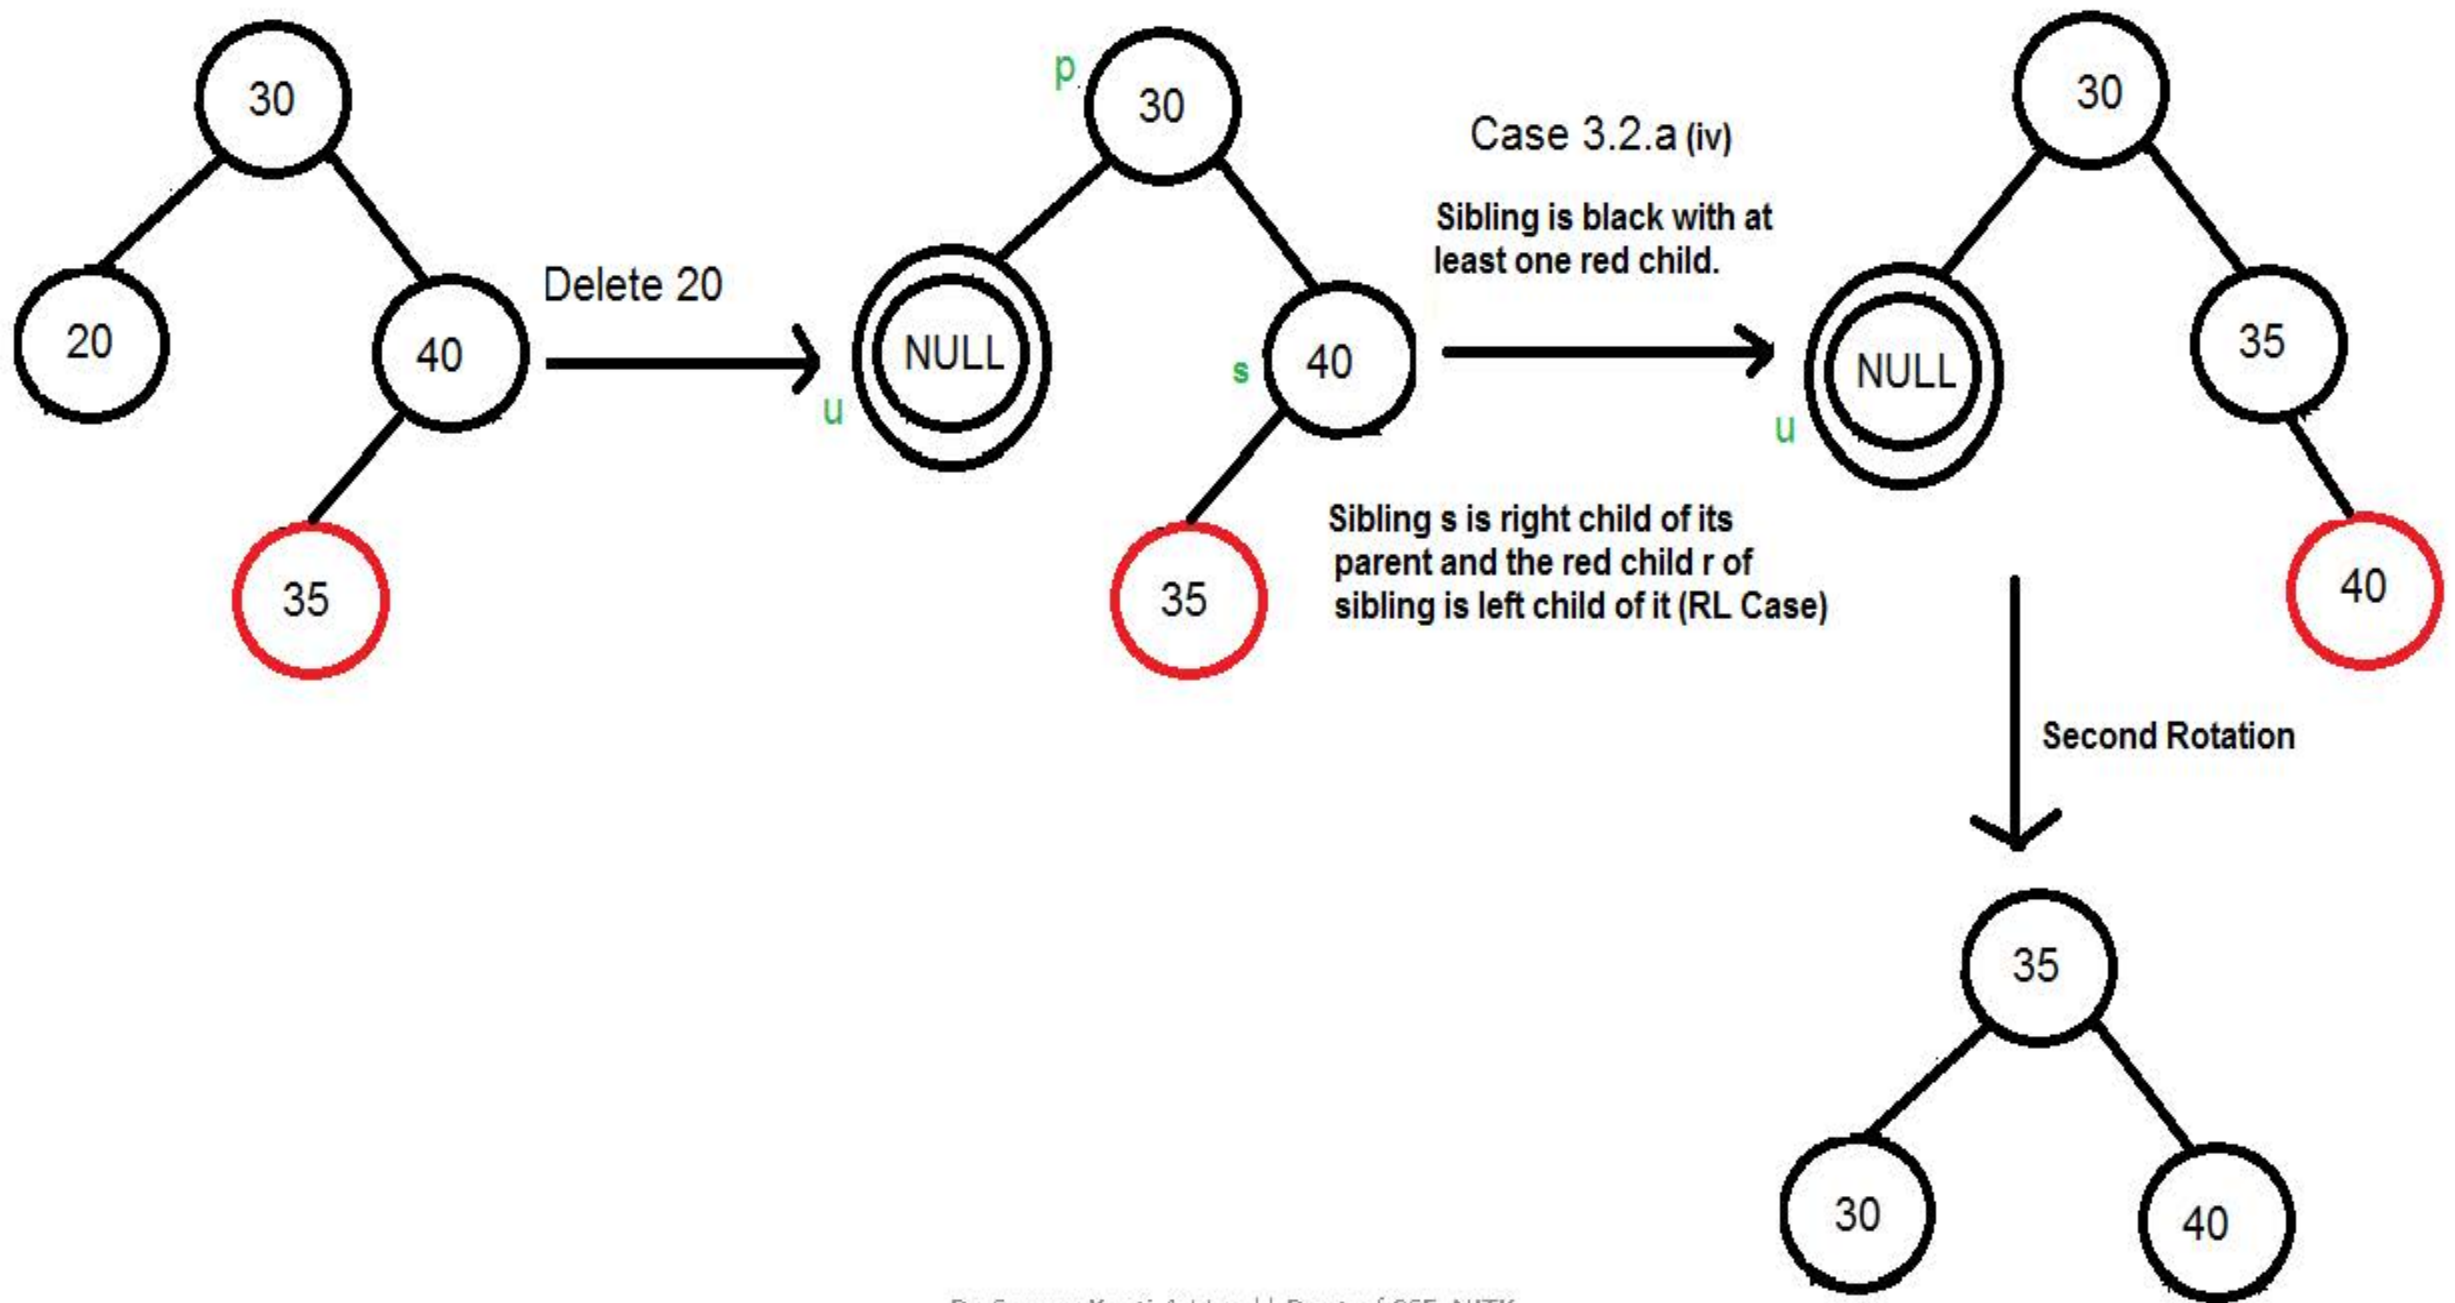 30
20
40
35
Delete 20
p
30
NULL
u
s
40
35
Case 3.2.a (iv)
Sibling is black with at
least one red child.
Sibling s is right child of its
parent and the red child r of
sibling is left child of it (RL Case)
30
NULL
u
35
40
Second Rotation
35
30
40